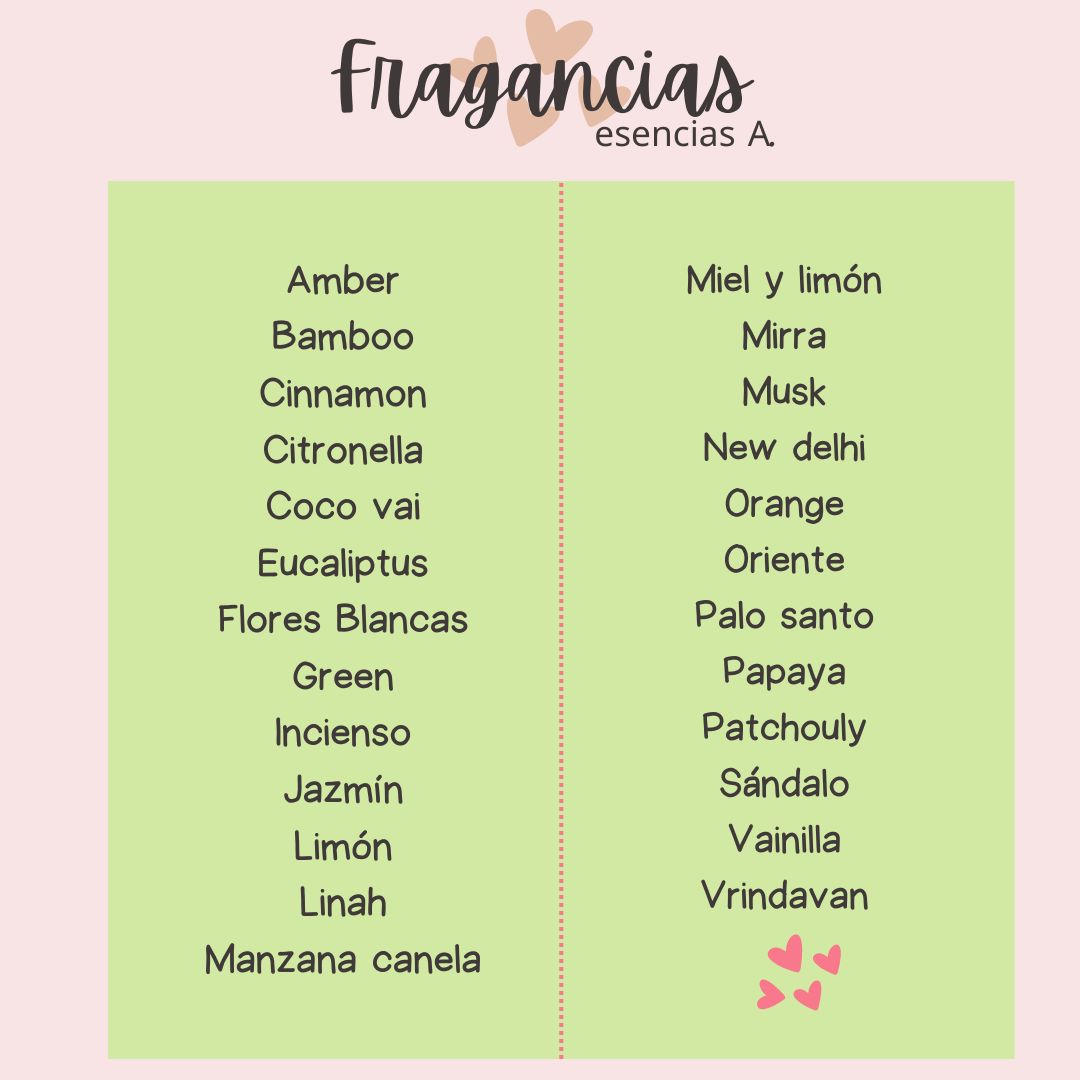 Fragancias
esencias A.
Amber
Bamboo
Cinnamon
Citronella
Coco vai
Eucaliptus
Flores Blancas
Green
Incienso
Jazmín
Limón
Linah
Manzana canela
Miel y limón
Mirra
Musk
New delhi
Orange
Oriente
Palo santo
Papaya
Patchouly
Sándalo
Vainilla
Vrindavan